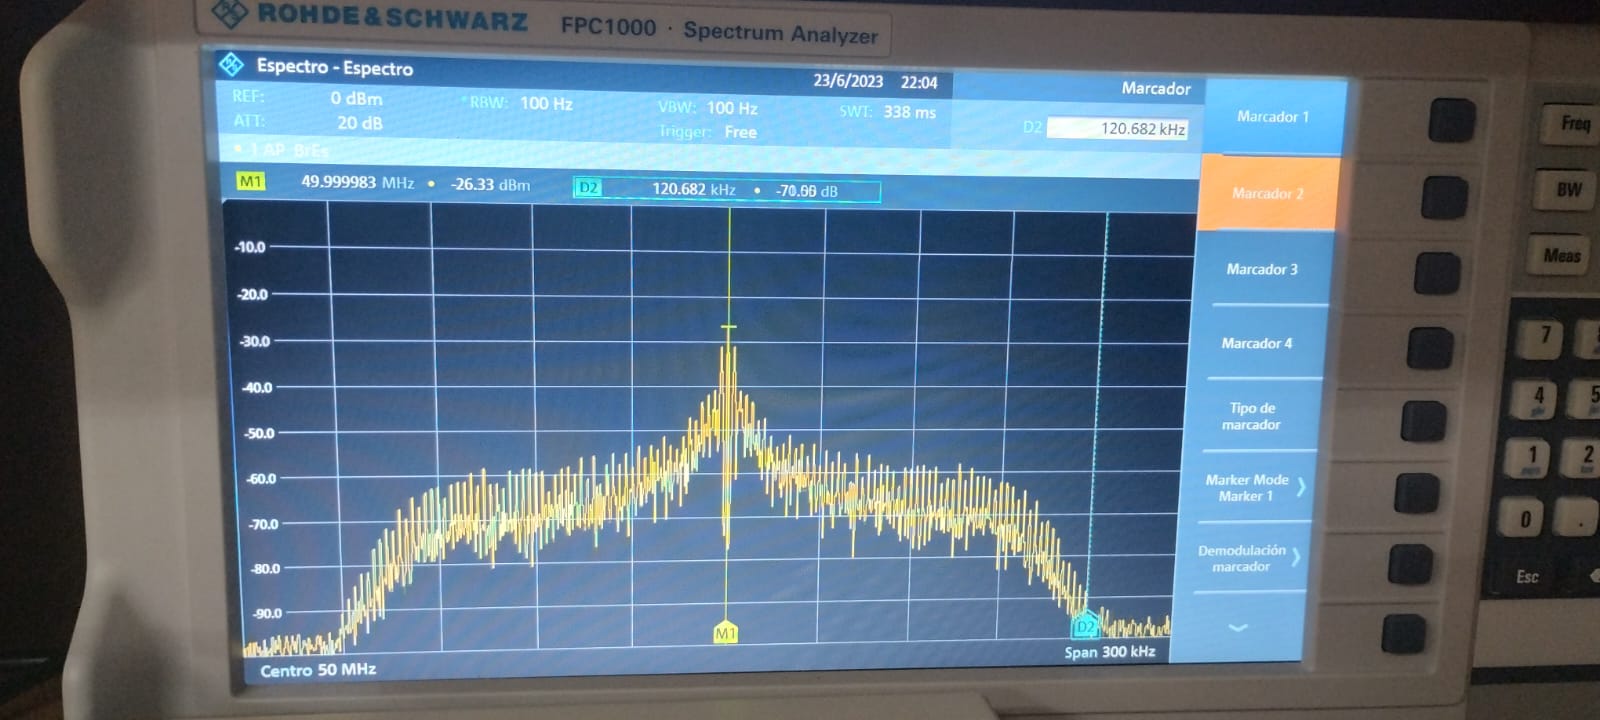 ROHDE & SCHWARZ FPC1000 · Spectrum Analyzer
Espectro - Espectro
23/6/2023 22:04
Marcador
REF: 0 dBm
*RBW: 100 Hz
VBW: 100 Hz
SWT: 338 ms
ATT: 20 dB
Trigger: Free
D2 120.682 kHz
1 AP BrEs
M1 49.999983 MHz • -26.33 dBm
D2 120.682 kHz • dB
-10.0
-20.0
-30.0
-40.0
-50.0
-60.0
-70.0
-80.0
-90.0
M1
D2
Centro 50 MHz
Span 300 kHz
Marcador 1
Marcador 2
Marcador 3
Marcador 4
Tipo de
marcador
Marker Mode
Marker 1
Demodulación
marcador
Freq
BW
Meas
7
4
5
1
2
0
.
Esc